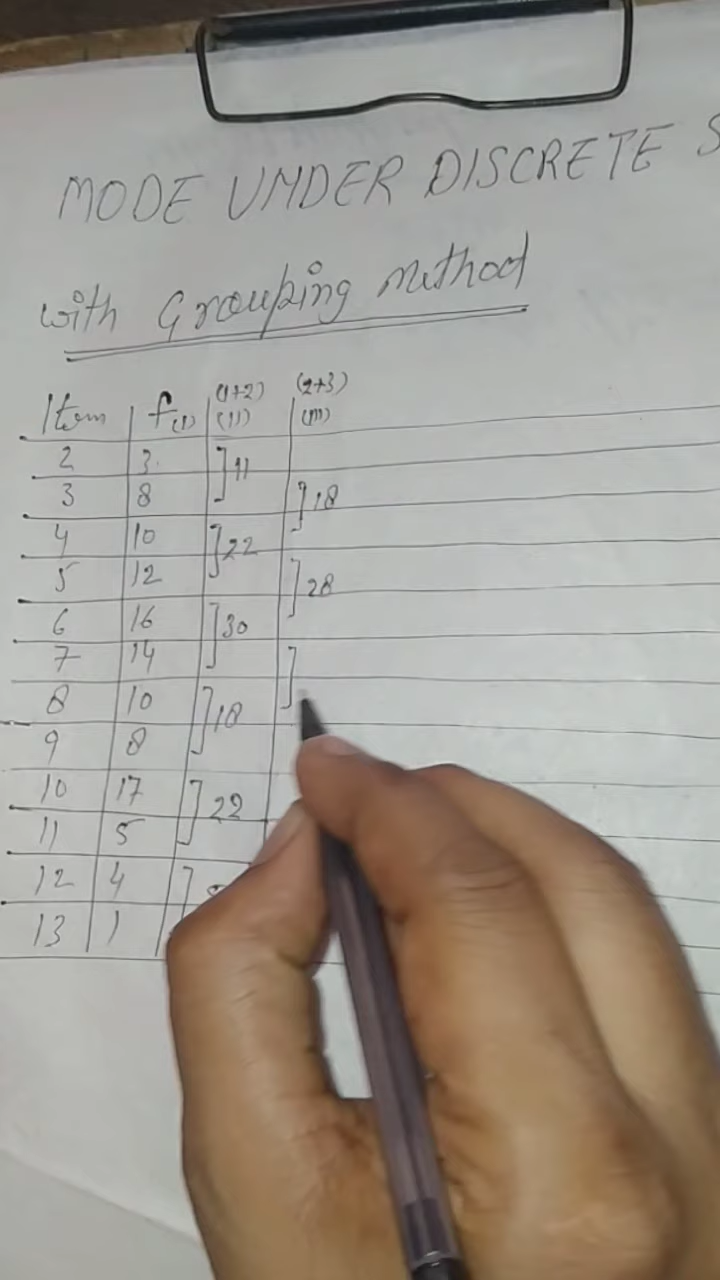 MODE UNDER DISCRETE S
with Grouping Method
(1+2) (2+3)
Item f(I) (II) (III)
2 3 ]11
3 8 ]18
4 10 ]22
5 12 ]28
6 16 ]30
7 14 ]
8 10 ]18
9 8
10 17 ]22
11 5
12 4 ]
13 1